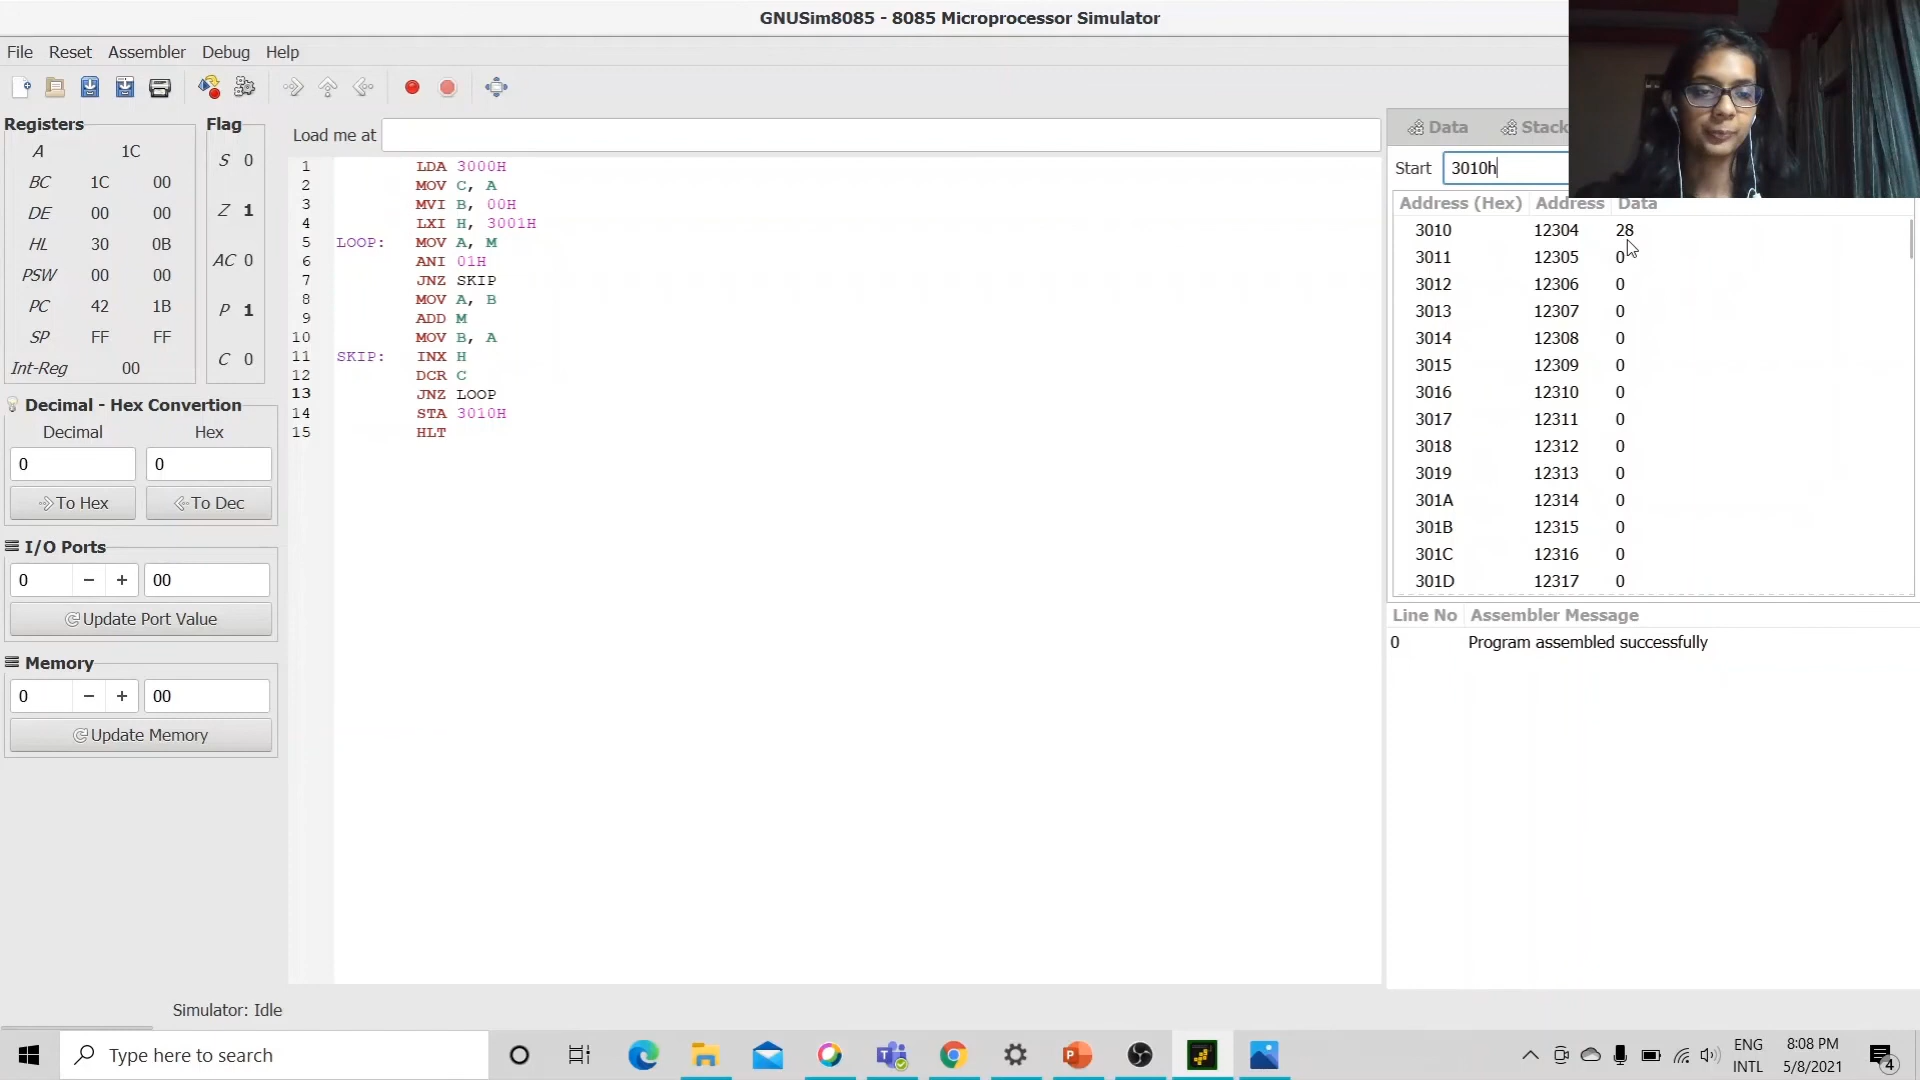 GNUSim8085 - 8085 Microprocessor Simulator
File Reset Assembler Debug Help
Registers
A 1C
BC 1C 00
DE 00 00
HL 30 0B
PSW 00 00
PC 42 1B
SP FF FF
Int-Reg 00
Flag
S 0
Z 1
AC 0
P 1
C 0
Decimal - Hex Convertion
Decimal Hex
0 0
To Hex To Dec
I/O Ports
0 − + 00
Update Port Value
Memory
0 − + 00
Update Memory
Load me at
1 LDA 3000H
2 MOV C, A
3 MVI B, 00H
4 LXI H, 3001H
5 LOOP: MOV A, M
6 ANI 01H
7 JNZ SKIP
8 MOV A, B
9 ADD M
10 MOV B, A
11 SKIP: INX H
12 DCR C
13 JNZ LOOP
14 STA 3010H
15 HLT
Data Stack
Start 3010h
Address (Hex) Address Data
3010 12304 28
3011 12305 0
3012 12306 0
3013 12307 0
3014 12308 0
3015 12309 0
3016 12310 0
3017 12311 0
3018 12312 0
3019 12313 0
301A 12314 0
301B 12315 0
301C 12316 0
301D 12317 0
Line No Assembler Message
0 Program assembled successfully
Simulator: Idle
Type here to search
ENG
INTL
8:08 PM
5/8/2021
4